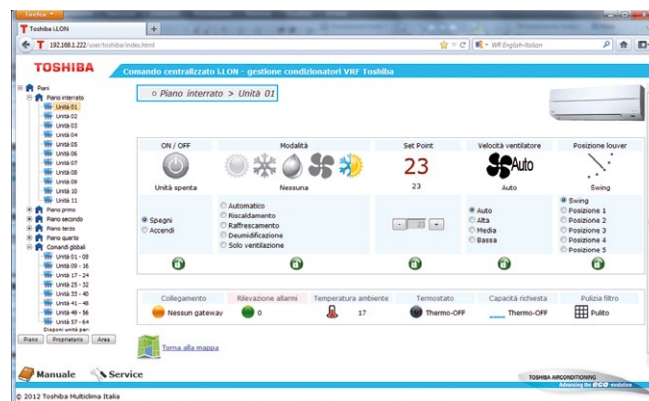 Firefox
Toshiba i.LON
192.168.1.222/user/toshiba/index.html
WR English-Italian
TOSHIBA
Comando centralizzato i.LON - gestione condizionatori VRF Toshiba
Piano interrato > Unità 01
Piani
Piano interrato
Unità 01
Unità 02
Unità 03
Unità 04
Unità 05
Unità 06
Unità 07
Unità 08
Unità 09
Unità 10
Unità 11
Piano primo
Piano secondo
Piano terzo
Piano quarto
Comandi globali
Unità 01 - 08
Unità 09 - 16
Unità 17 - 24
Unità 25 - 32
Unità 33 - 40
Unità 41 - 48
Unità 48 - 56
Unità 57 - 64
Disponi unità per:
Piano Proprietario Area
ON / OFF Modalità Set Point Velocità ventilatore Posizione louver
23 Auto
Unità spenta Nessuna 23 Auto Swing
Spegni
Accendi
Automatico
Riscaldamento
Raffrescamento
Deumidificazione
Solo ventilazione
- 23 +
Auto
Alta
Media
Bassa
Swing
Posizione 1
Posizione 2
Posizione 3
Posizione 4
Posizione 5
Collegamento Rilevazione allarmi Temperatura ambiente Termostato Capacità richiesta Pulizia filtro
Nessun gateway 0 17 Thermo-OFF Thermo-OFF Pulito
Torna alla mappa
Manuale Service
TOSHIBA AIRCONDITIONING
Advancing the eco evolution
© 2012 Toshiba Multiclima Italia